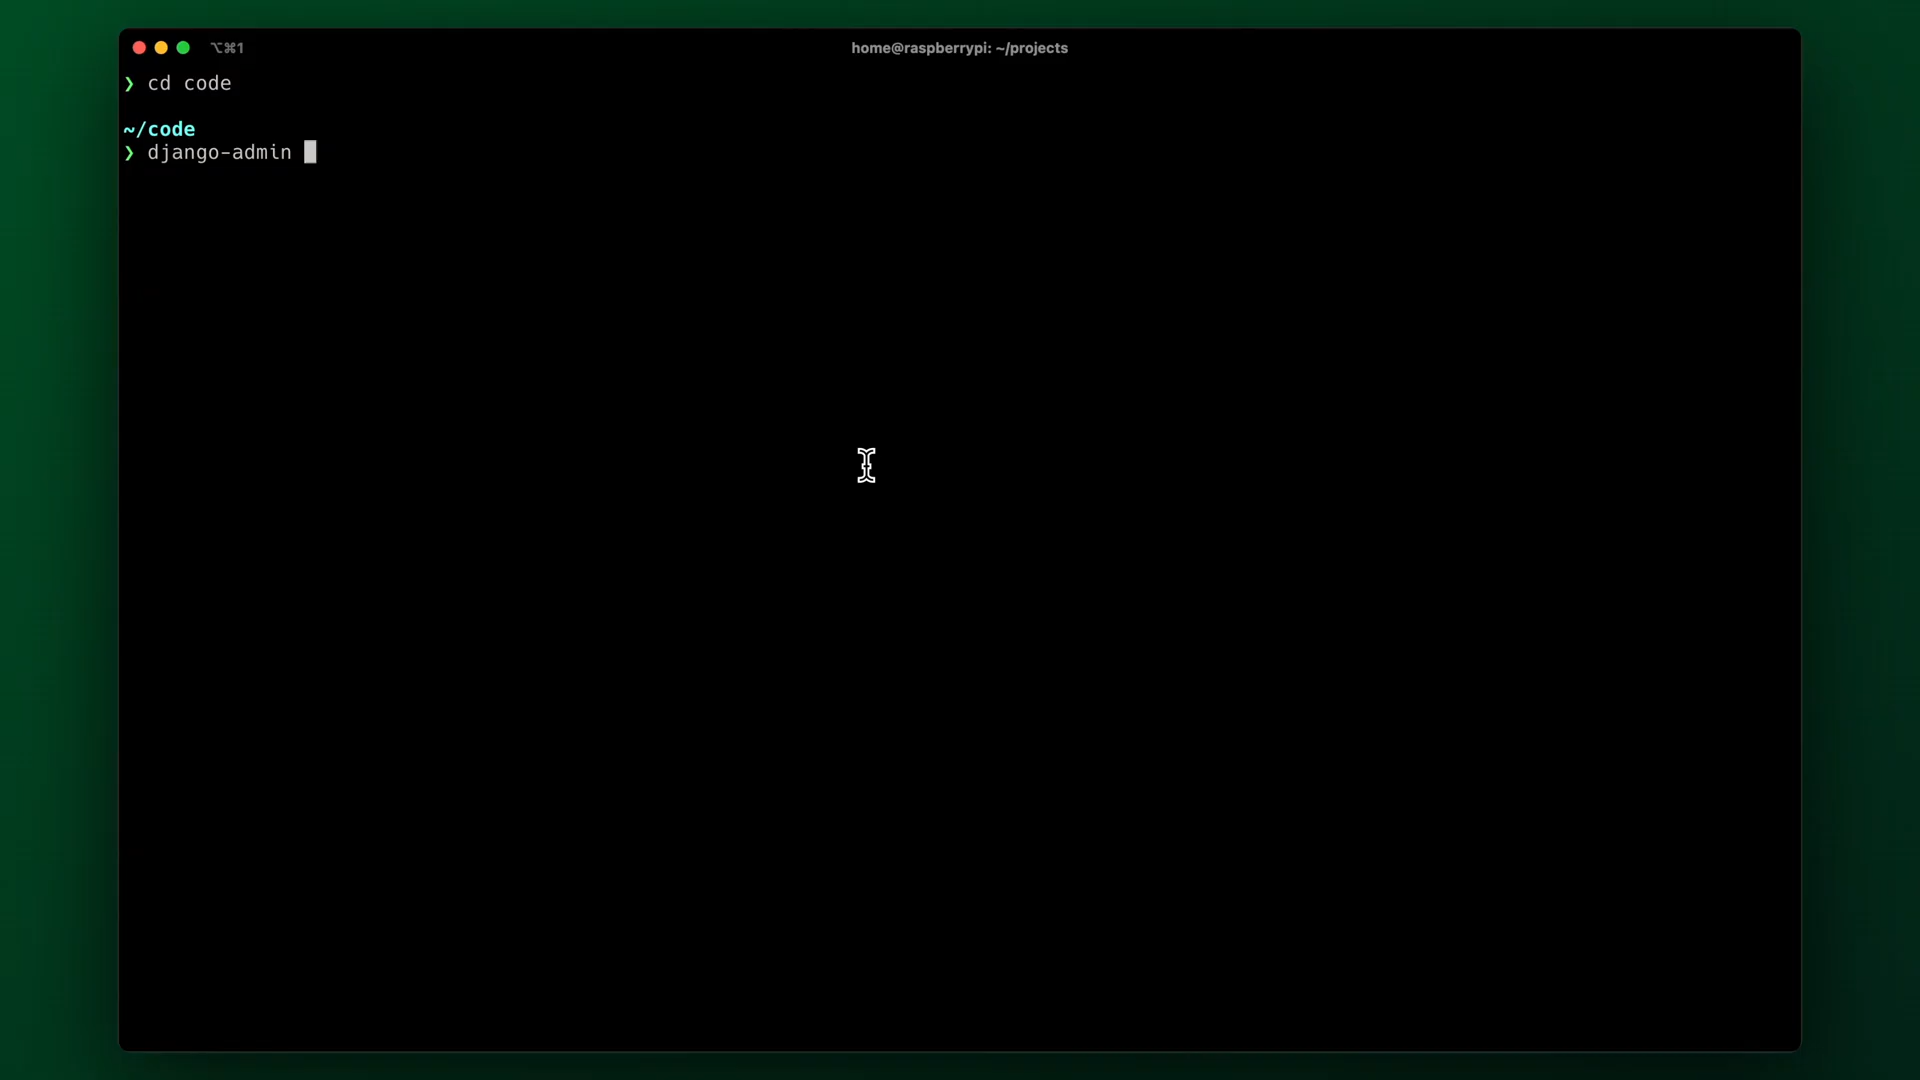 ⌥⌘1
home@raspberrypi: ~/projects
❯ cd code
~/code
❯ django-admin